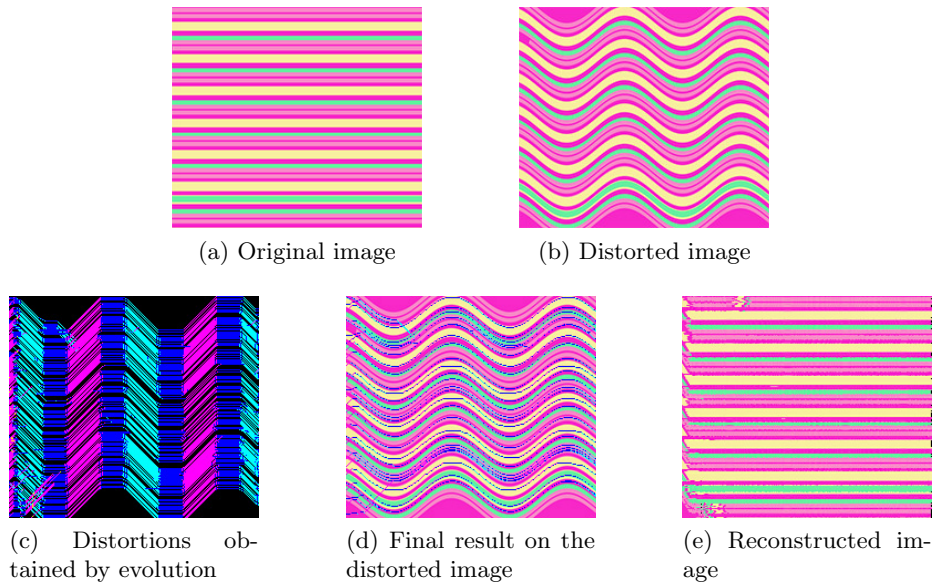 (a) Original image
(b) Distorted image
(c) Distortions ob-
tained by evolution
(d) Final result on the
distorted image
(e) Reconstructed im-
age